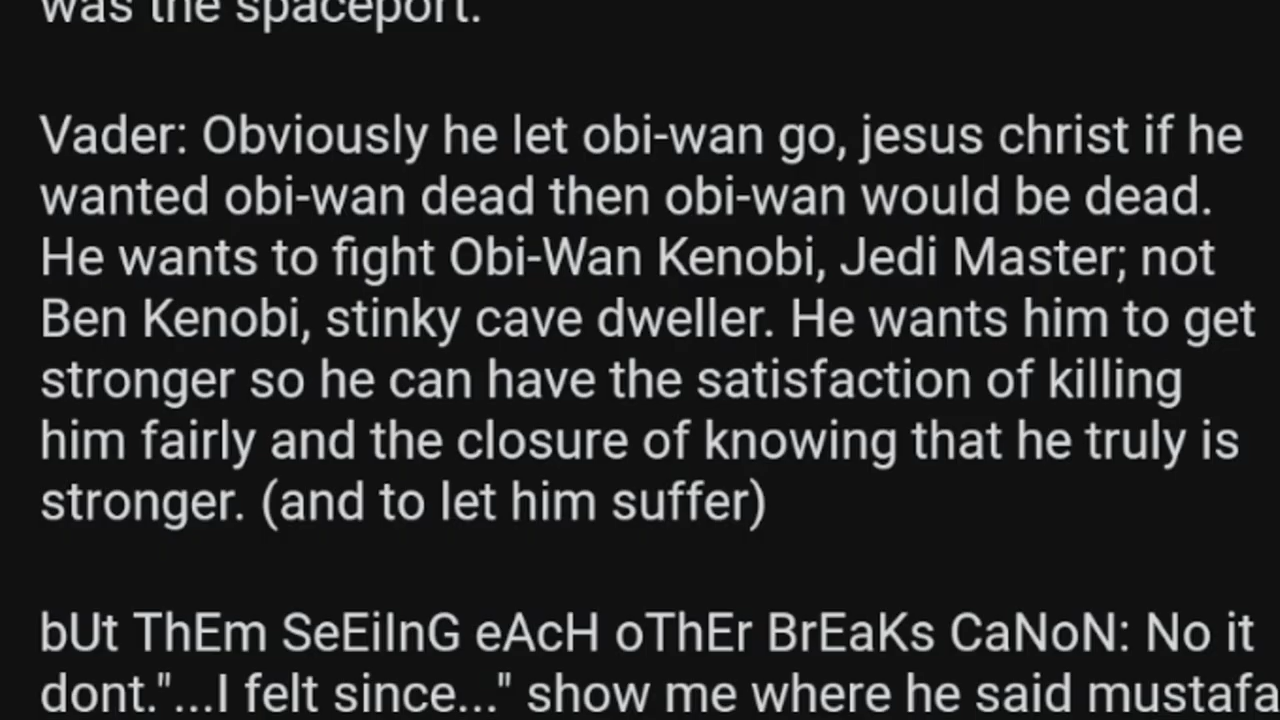 was the spaceport.
Vader: Obviously he let obi-wan go, jesus christ if he
wanted obi-wan dead then obi-wan would be dead.
He wants to fight Obi-Wan Kenobi, Jedi Master; not
Ben Kenobi, stinky cave dweller. He wants him to get
stronger so he can have the satisfaction of killing
him fairly and the closure of knowing that he truly is
stronger. (and to let him suffer)
bUt ThEm SeEiInG eAcH oThEr BrEaKs CaNoN: No it
dont."...I felt since..." show me where he said mustafa